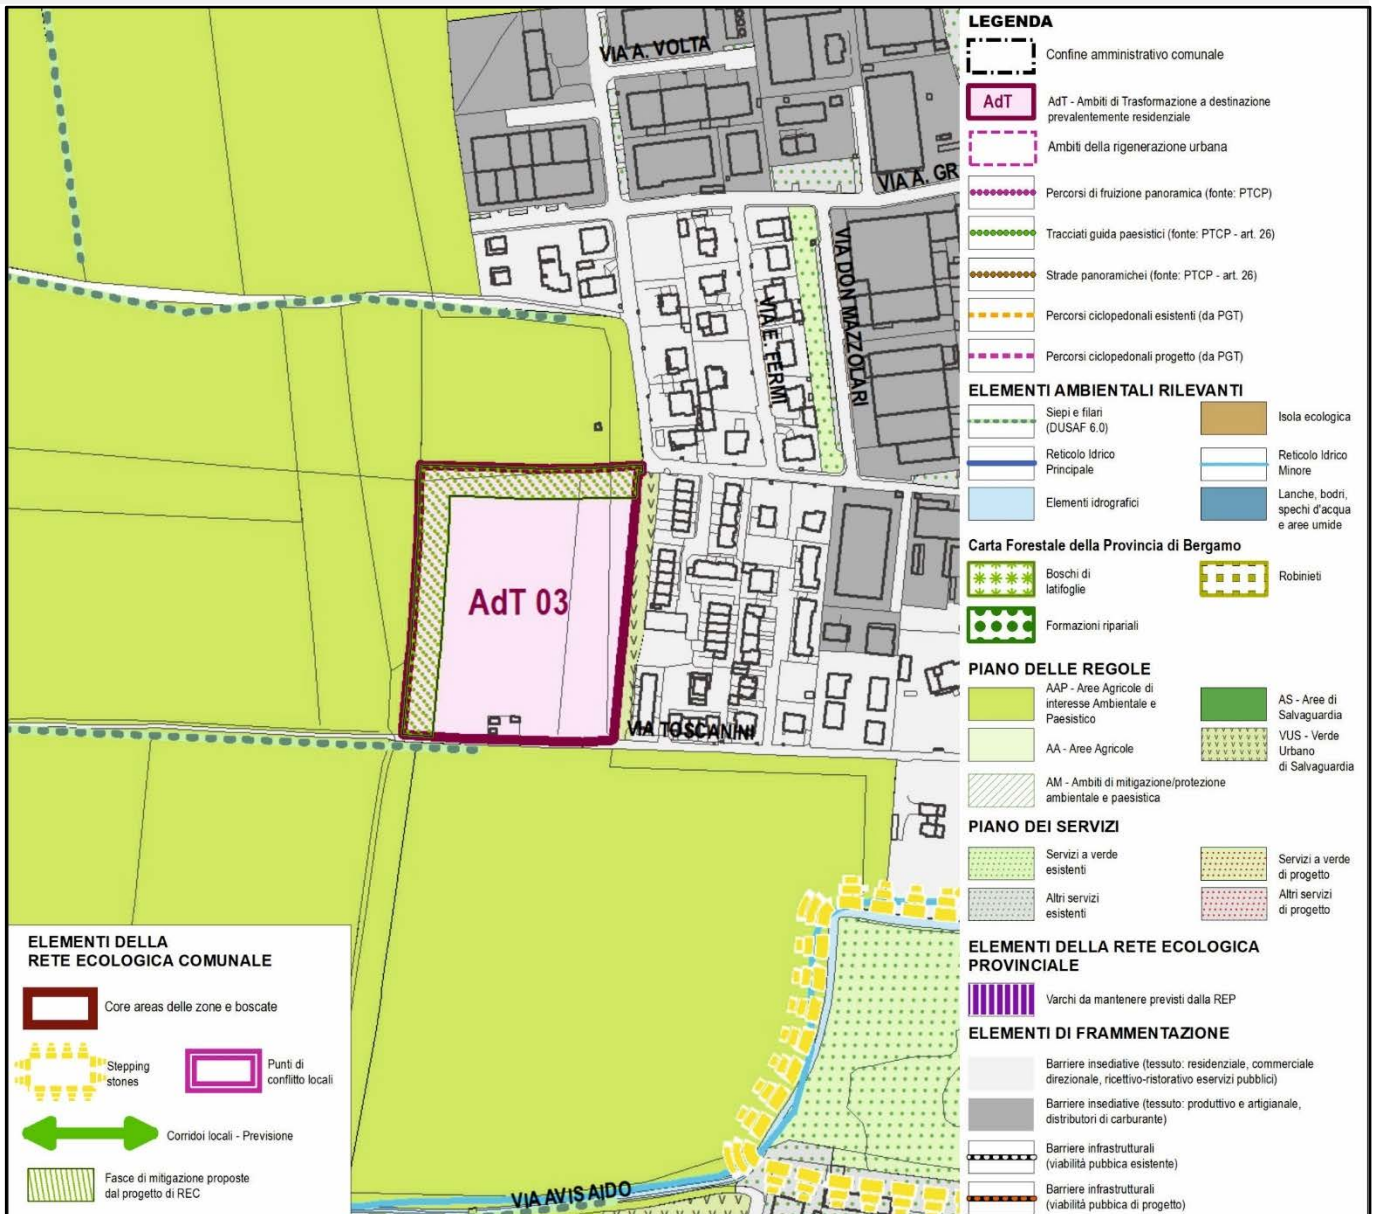 VIA A. VOLTA
VIA A. GR
VIA DON MAZZOLARI
VIA E. FERMI
AdT 03
VIA TOSCANINI
VIA AVISAIDO
ELEMENTI DELLA
RETE ECOLOGICA COMUNALE
Core areas delle zone e boscate
Stepping
stones
Punti di
conflitto locali
Corridoi locali - Previsione
Fasce di mitigazione proposte
dal progetto di REC
LEGENDA
Confine amministrativo comunale
AdT
AdT - Ambiti di Trasformazione a destinazione
prevalentemente residenziale
Ambiti della rigenerazione urbana
Percorsi di fruizione panoramica (fonte: PTCP)
Tracciati guida paesistici (fonte: PTCP - art. 26)
Strade panoramichei (fonte: PTCP - art. 26)
Percorsi ciclopedonali esistenti (da PGT)
Percorsi ciclopedonali progetto (da PGT)
ELEMENTI AMBIENTALI RILEVANTI
Siepi e filari
(DUSAF 6.0)
Isola ecologica
Reticolo Idrico
Principale
Reticolo Idrico
Minore
Elementi idrografici
Lanche, bodri,
spechi d'acqua
e aree umide
Carta Forestale della Provincia di Bergamo
Boschi di
latifoglie
Robinieti
Formazioni ripariali
PIANO DELLE REGOLE
AAP - Aree Agricole di
interesse Ambientale e
Paesistico
AS - Aree di
Salvaguardia
AA - Aree Agricole
VUS - Verde
Urbano
di Salvaguardia
AM - Ambiti di mitigazione/protezione
ambientale e paesistica
PIANO DEI SERVIZI
Servizi a verde
esistenti
Servizi a verde
di progetto
Altri servizi
esistenti
Altri servizi
di progetto
ELEMENTI DELLA RETE ECOLOGICA
PROVINCIALE
Varchi da mantenere previsti dalla REP
ELEMENTI DI FRAMMENTAZIONE
Barriere insediative (tessuto: residenziale, commerciale
direzionale, ricettivo-ristorativo eservizi pubblici)
Barriere insediative (tessuto: produttivo e artigianale,
distributori di carburante)
Barriere infrastrutturali
(viabilità pubbica esistente)
Barriere infrastrutturali
(viabilità pubbica di progetto)